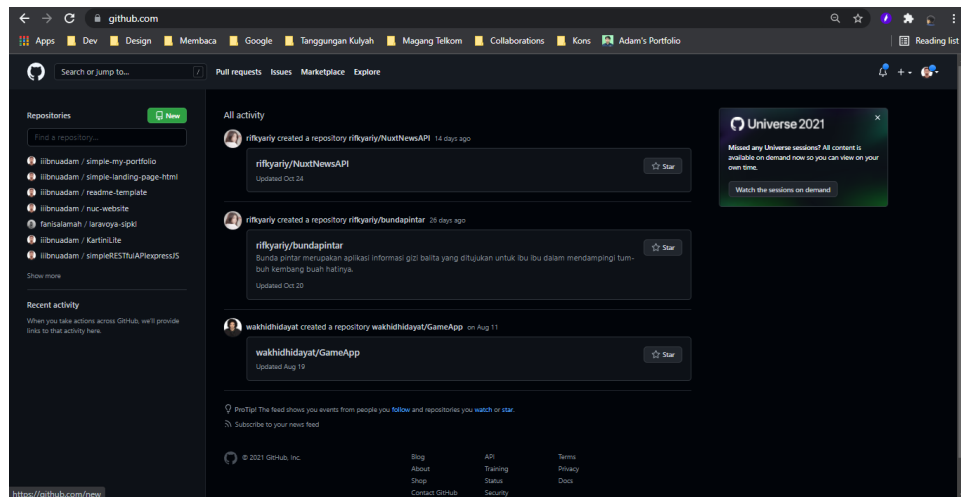 github.com
Apps Dev Design Membaca Google Tanggungan Kulyah Magang Telkom Collaborations Kons Adam's Portfolio Reading list
Search or jump to... / Pull requests Issues Marketplace Explore
Repositories New
Find a repository...
iiibnuadam / simple-my-portfolio
iiibnuadam / simple-landing-page-html
iiibnuadam / readme-template
iiibnuadam / nuc-website
fanisalamah / laravoya-sipkl
iiibnuadam / KartiniLite
iiibnuadam / simpleRESTfulAPIexpressJS
Show more
Recent activity
When you take actions across GitHub, we'll provide
links to that activity here.
All activity
rifkyariy created a repository rifkyariy/NuxtNewsAPI 14 days ago
rifkyariy/NuxtNewsAPI
Star
Updated Oct 24
rifkyariy created a repository rifkyariy/bundapintar 26 days ago
rifkyariy/bundapintar
Star
Bunda pintar merupakan aplikasi informasi gizi balita yang ditujukan untuk ibu ibu dalam mendampingi tum-
buh kembang buah hatinya.
Updated Oct 20
wakhidhidayat created a repository wakhidhidayat/GameApp on Aug 11
wakhidhidayat/GameApp
Star
Updated Aug 19
ProTip! The feed shows you events from people you follow and repositories you watch or star.
Subscribe to your news feed
Universe 2021
Missed any Universe sessions? All content is
available on demand now so you can view on your
own time.
Watch the sessions on demand
© 2021 GitHub, Inc.
Blog API Terms
About Training Privacy
Shop Status Docs
Contact GitHub Security
https://github.com/new